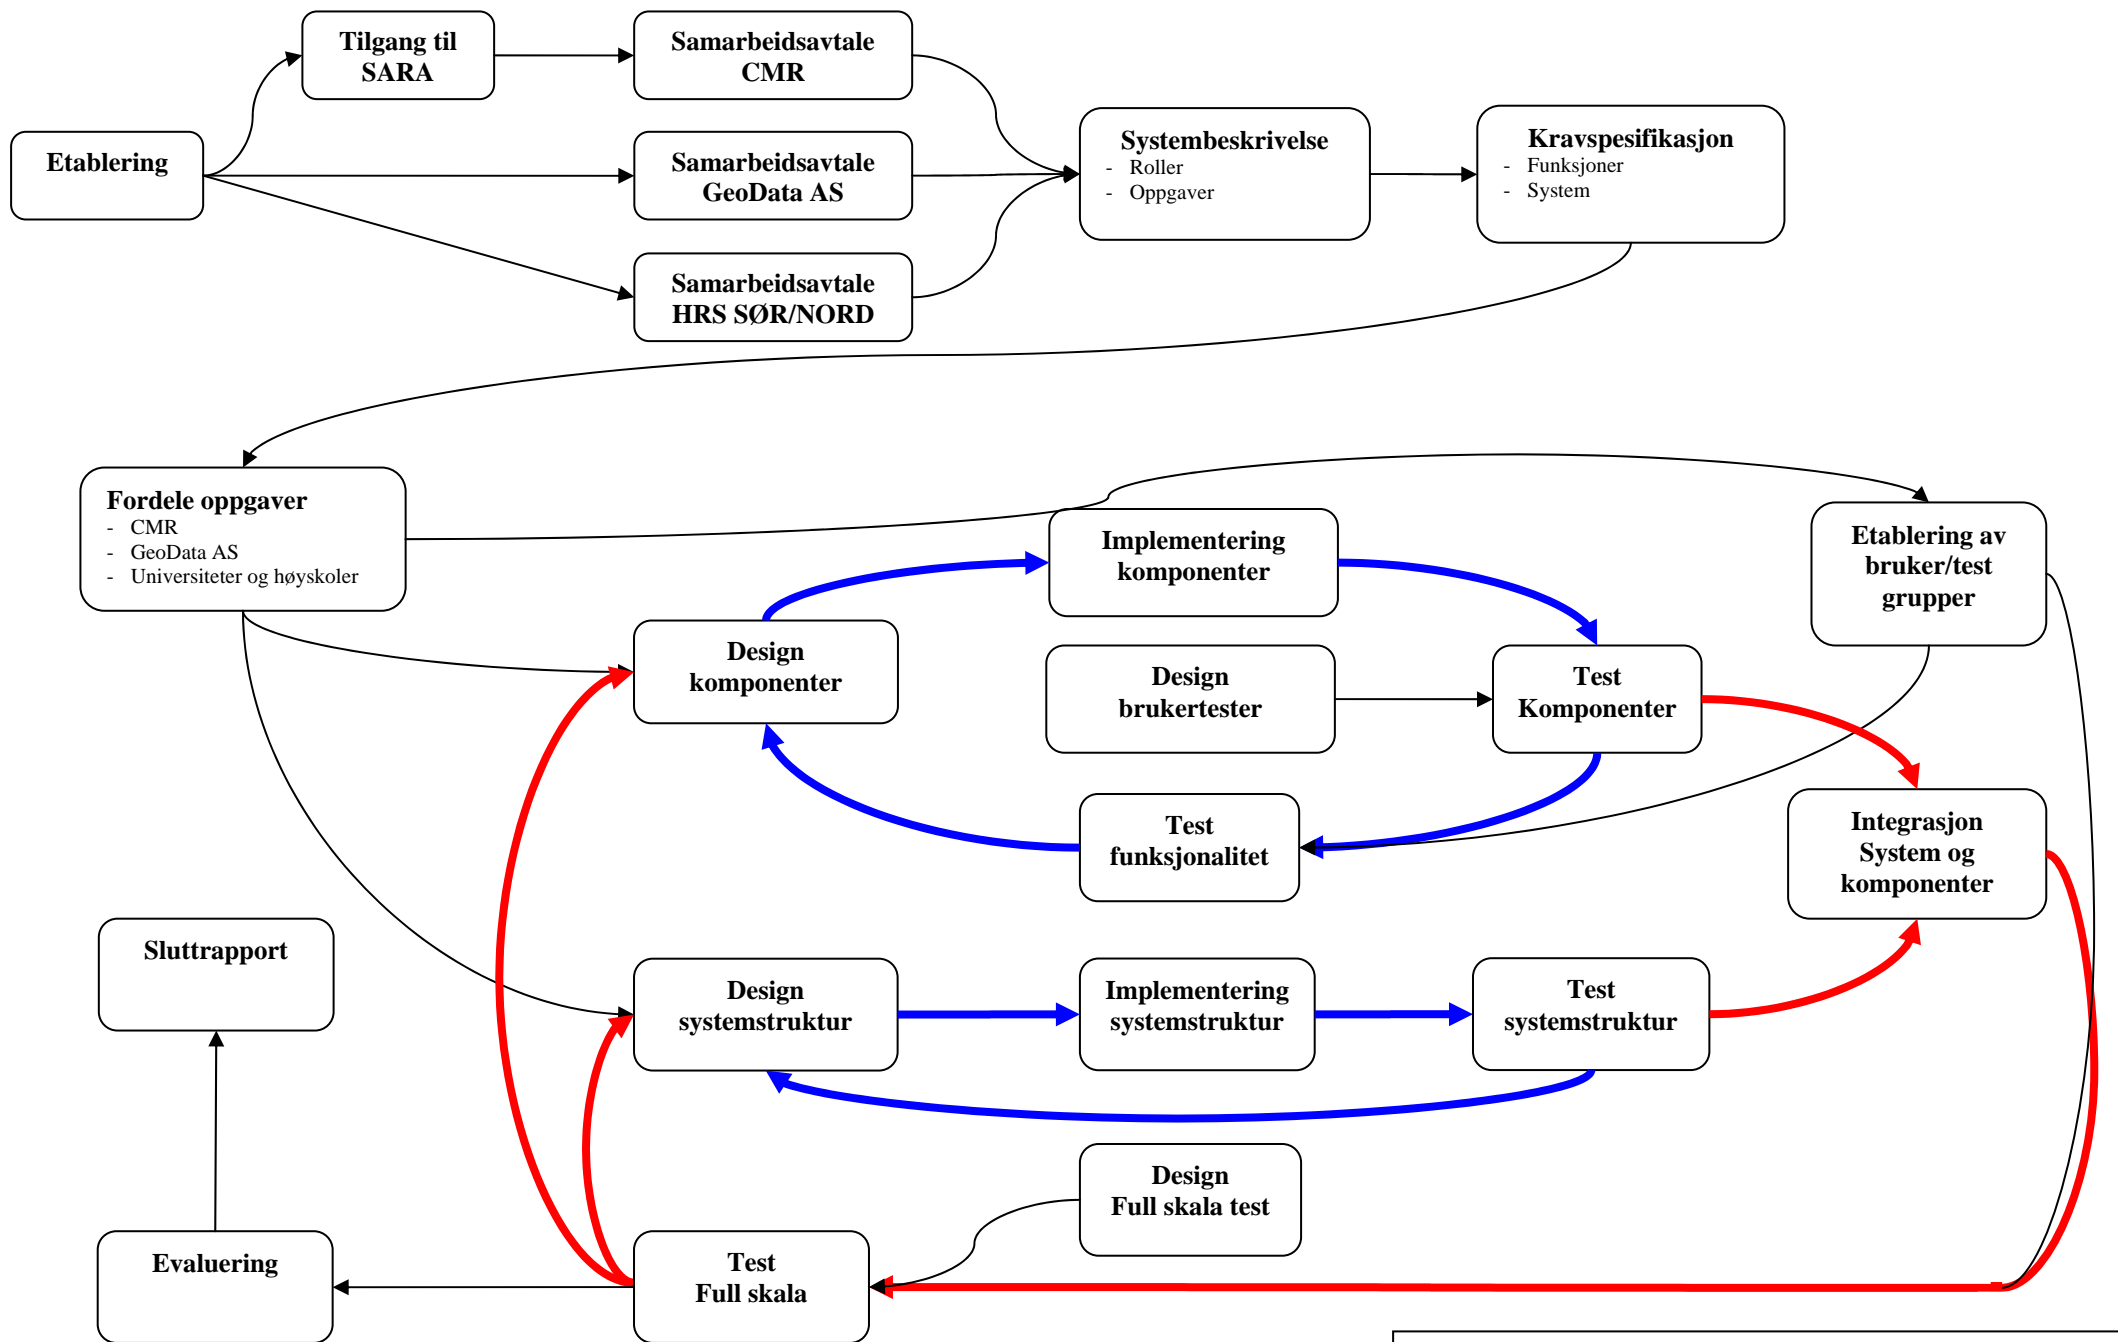 Tilgang til
SARA
Samarbeidsavtale
CMR
Etablering
Samarbeidsavtale
GeoData AS
Samarbeidsavtale
HRS SØR/NORD
Systembeskrivelse
- Roller
- Oppgaver
Kravspesifikasjon
- Funksjoner
- System
Fordele oppgaver
- CMR
- GeoData AS
- Universiteter og høyskoler
Implementering
komponenter
Etablering av
bruker/test
grupper
Design
komponenter
Design
brukertester
Test
Komponenter
Test
funksjonalitet
Integrasjon
System og
komponenter
Sluttrapport
Design
systemstruktur
Implementering
systemstruktur
Test
systemstruktur
Design
Full skala test
Evaluering
Test
Full skala